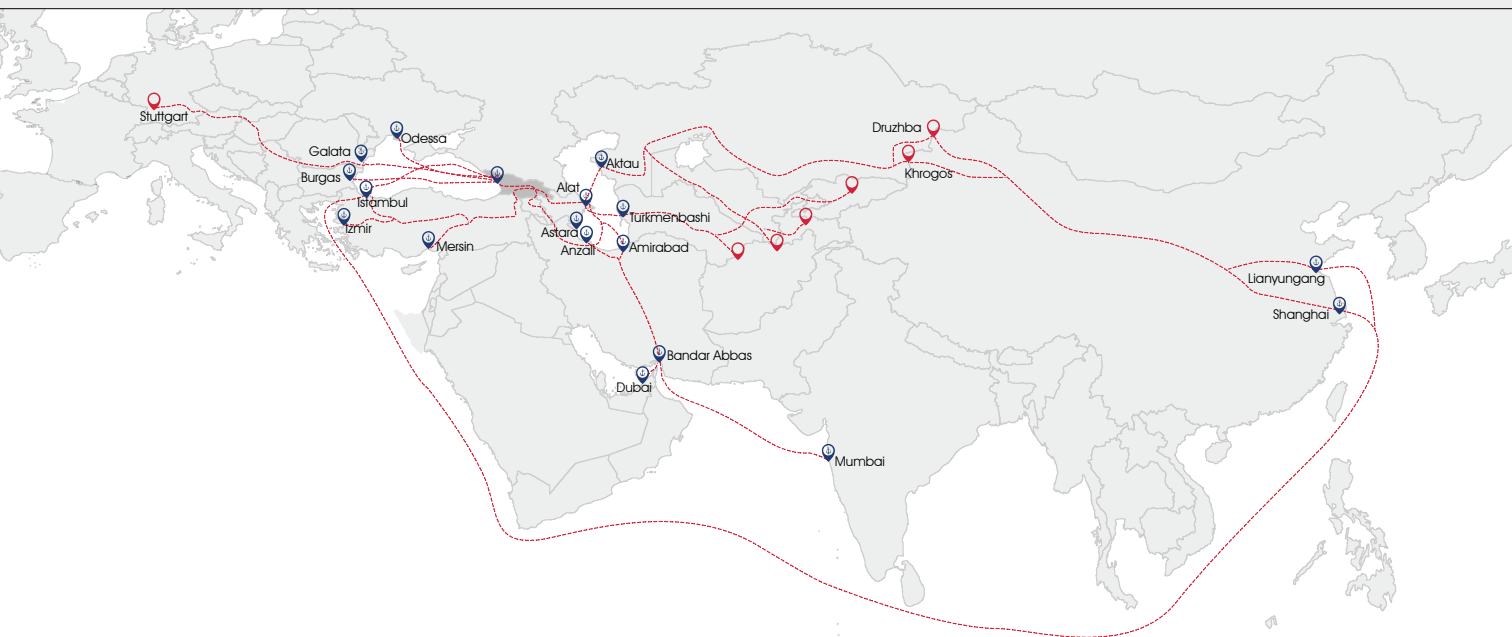 Stuttgart
Odessa
Galata
Burgas
Istambul
Izmir
Mersin
Aktau
Alat
Turkmenbashi
Astara
Anzali
Amirabad
Druzhba
Khrogos
Lianyungang
Shanghai
Bandar Abbas
Dubai
Mumbai